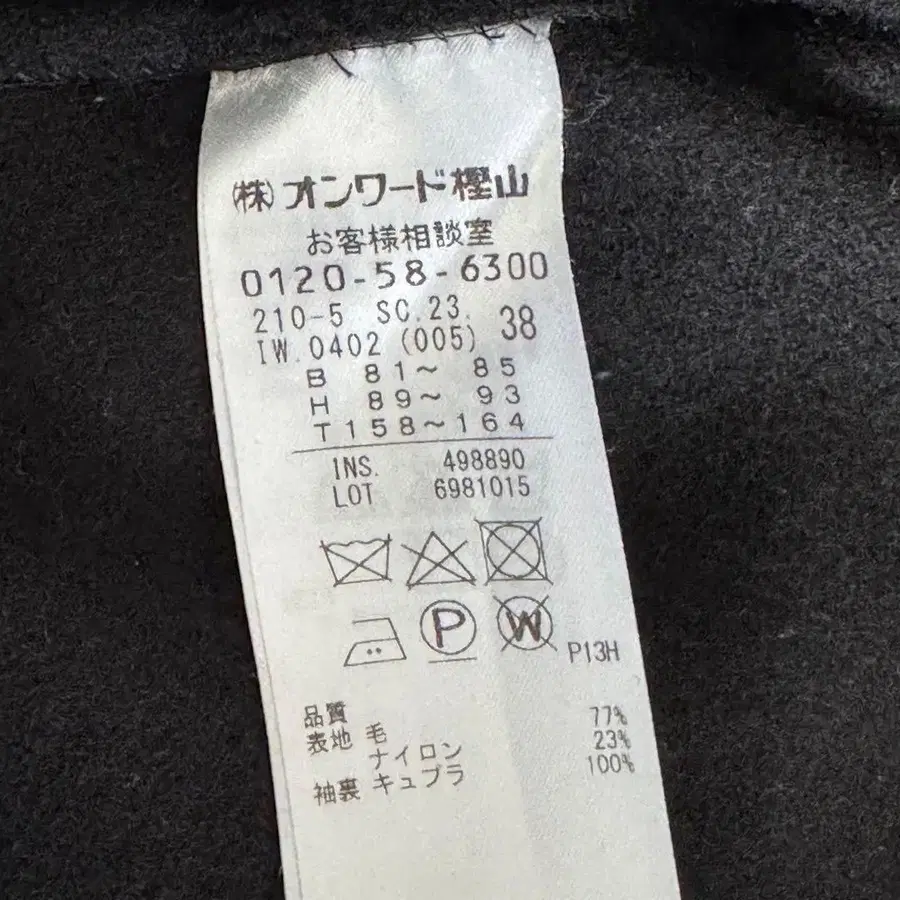 (株)オンワード樫山
お客様相談室
0120-58-6300
210-5 SC.23.
IW.0402 (005) 38
B 81～ 85
H 89～ 93
T158～164
INS. 498890
LOT 6981015
P W
P13H
品質
表地 毛 77%
ナイロン 23%
袖裏 キュプラ 100%